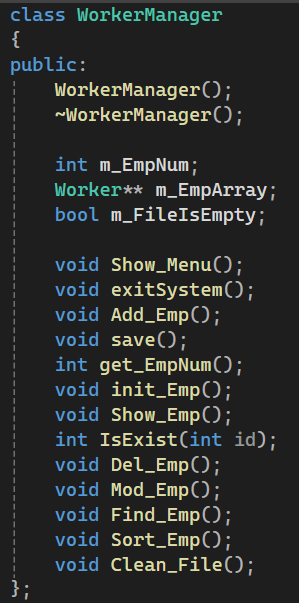 class WorkerManager
{
public:
    WorkerManager();
    ~WorkerManager();

    int m_EmpNum;
    Worker** m_EmpArray;
    bool m_FileIsEmpty;

    void Show_Menu();
    void exitSystem();
    void Add_Emp();
    void save();
    int get_EmpNum();
    void init_Emp();
    void Show_Emp();
    int IsExist(int id);
    void Del_Emp();
    void Mod_Emp();
    void Find_Emp();
    void Sort_Emp();
    void Clean_File();
};